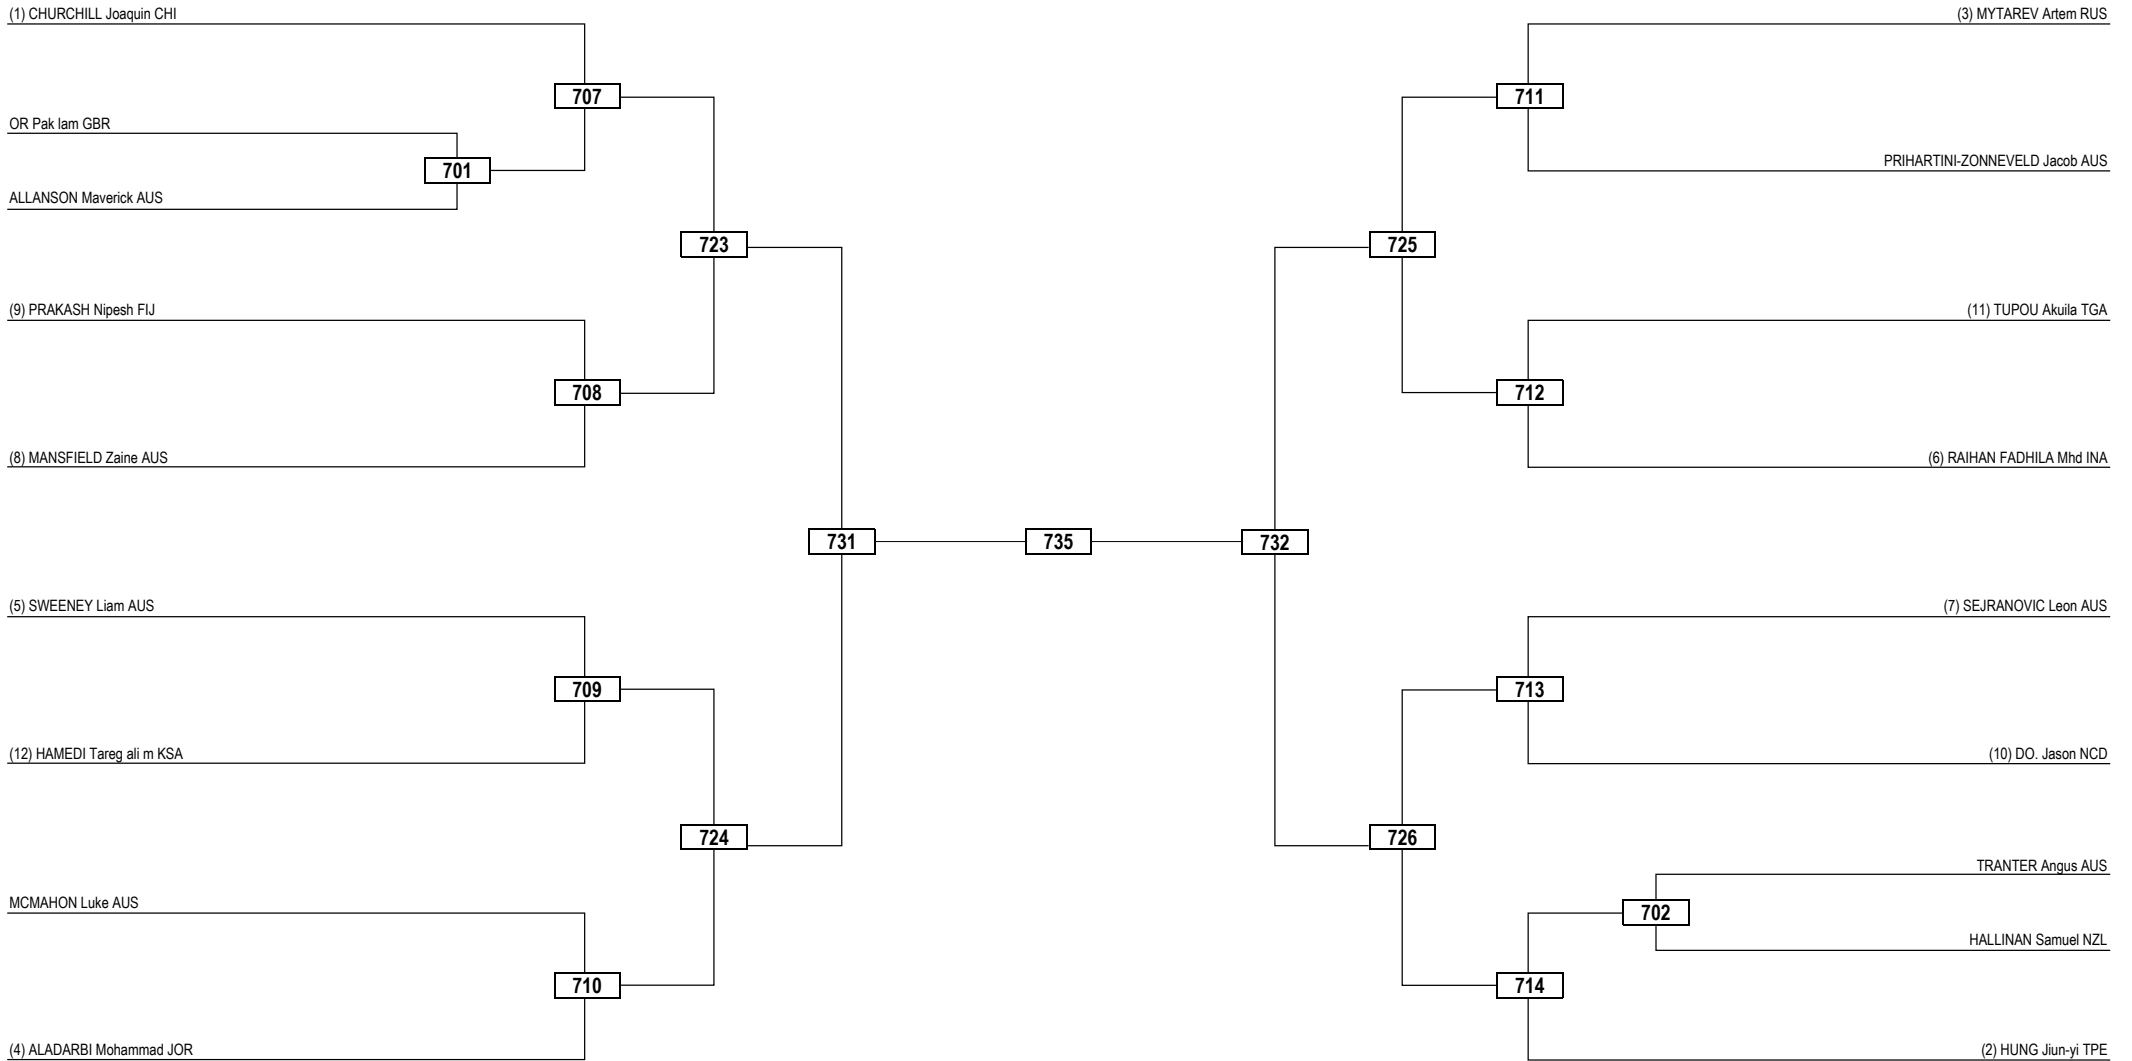 (1) CHURCHILL Joaquin CHI
707
OR Pak lam GBR
701
ALLANSON Maverick AUS
723
(9) PRAKASH Nipesh FIJ
708
(8) MANSFIELD Zaine AUS
731
(5) SWEENEY Liam AUS
709
(12) HAMEDI Tareg ali m KSA
724
MCMAHON Luke AUS
710
(4) ALADARBI Mohammad JOR
735
(3) MYTAREV Artem RUS
711
PRIHARTINI-ZONNEVELD Jacob AUS
725
(11) TUPOU Akuila TGA
712
(6) RAIHAN FADHILA Mhd INA
732
(7) SEJRANOVIC Leon AUS
713
(10) DO. Jason NCD
726
TRANTER Angus AUS
702
HALLINAN Samuel NZL
714
(2) HUNG Jiun-yi TPE